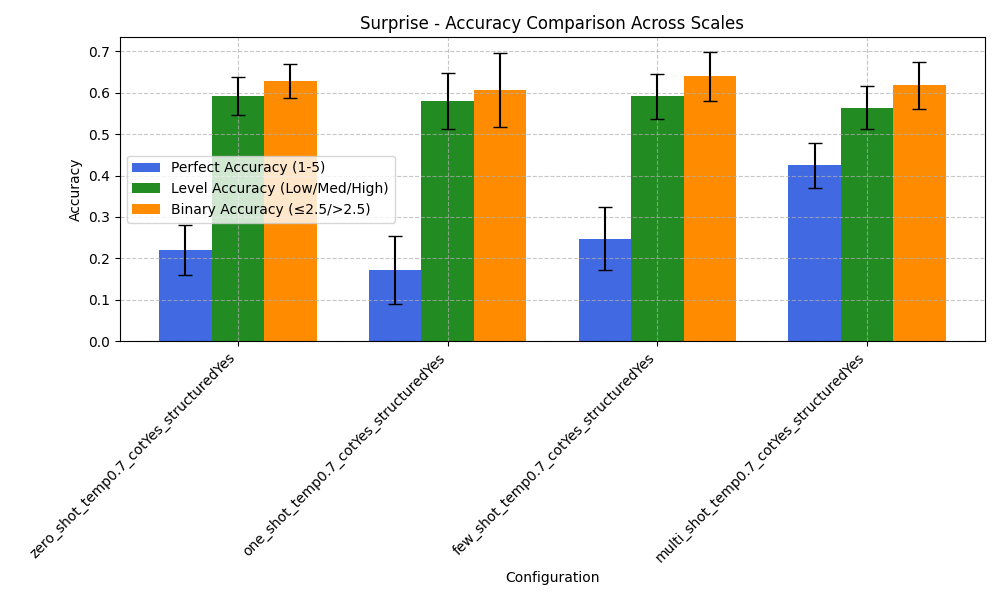 Surprise - Accuracy Comparison Across Scales
Accuracy
0.7
0.6
0.5
0.4
0.3
0.2
0.1
0.0
Perfect Accuracy (1-5)
Level Accuracy (Low/Med/High)
Binary Accuracy (≤2.5/>2.5)
zero_shot_temp0.7_cotYes_structuredYes
one_shot_temp0.7_cotYes_structuredYes
few_shot_temp0.7_cotYes_structuredYes
multi_shot_temp0.7_cotYes_structuredYes
Configuration